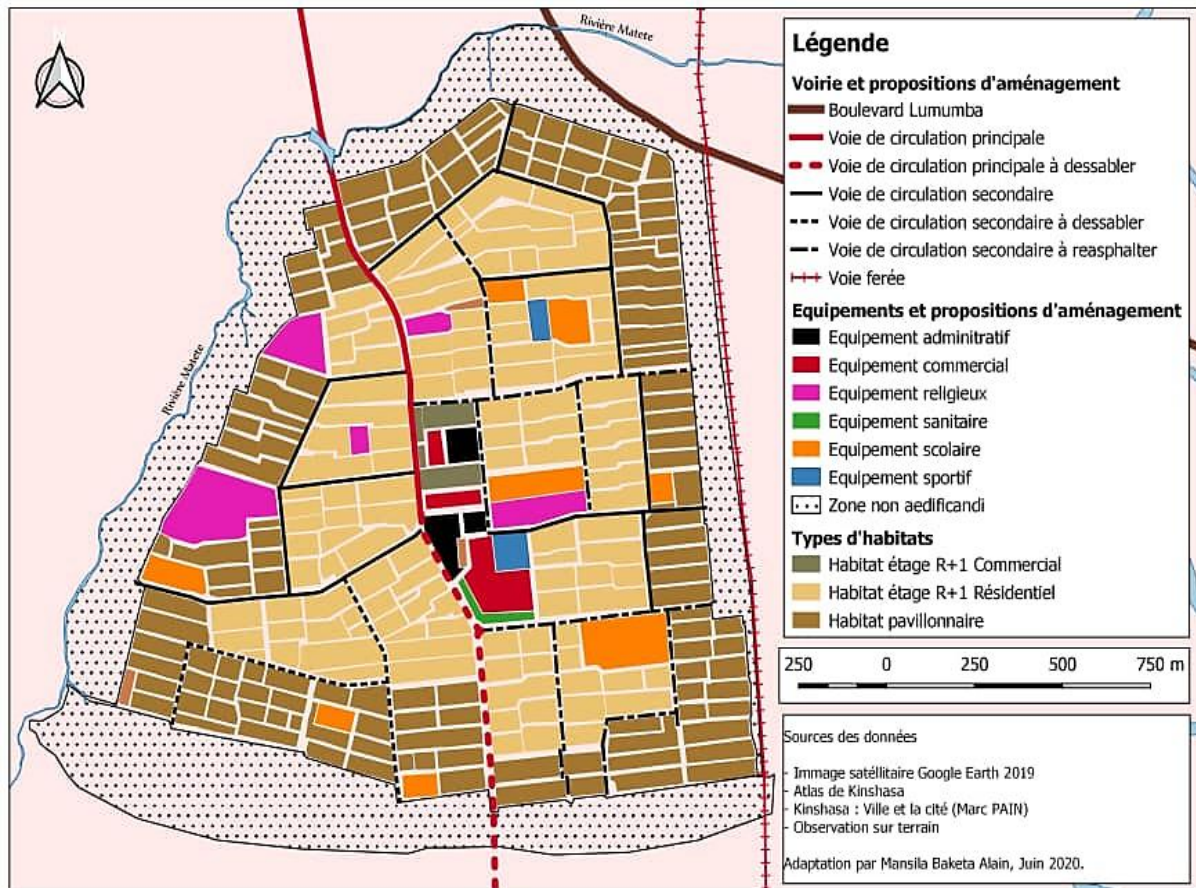 Rivière Matete
Rivière Matete
Légende
Voirie et propositions d'aménagement
Boulevard Lumumba
Voie de circulation principale
Voie de circulation principale à dessabler
Voie de circulation secondaire
Voie de circulation secondaire à dessabler
Voie de circulation secondaire à reasphalter
Voie ferée
Equipements et propositions d'aménagement
Equipement adminitratif
Equipement commercial
Equipement religieux
Equipement sanitaire
Equipement scolaire
Equipement sportif
Zone non aedificandi
Types d'habitats
Habitat étage R+1 Commercial
Habitat étage R+1 Résidentiel
Habitat pavillonnaire
250 0 250 500 750 m
Sources des données
- Immage satéllitaire Google Earth 2019
- Atlas de Kinshasa
- Kinshasa : Ville et la cité (Marc PAIN)
- Observation sur terrain
Adaptation par Mansila Baketa Alain, Juin 2020.